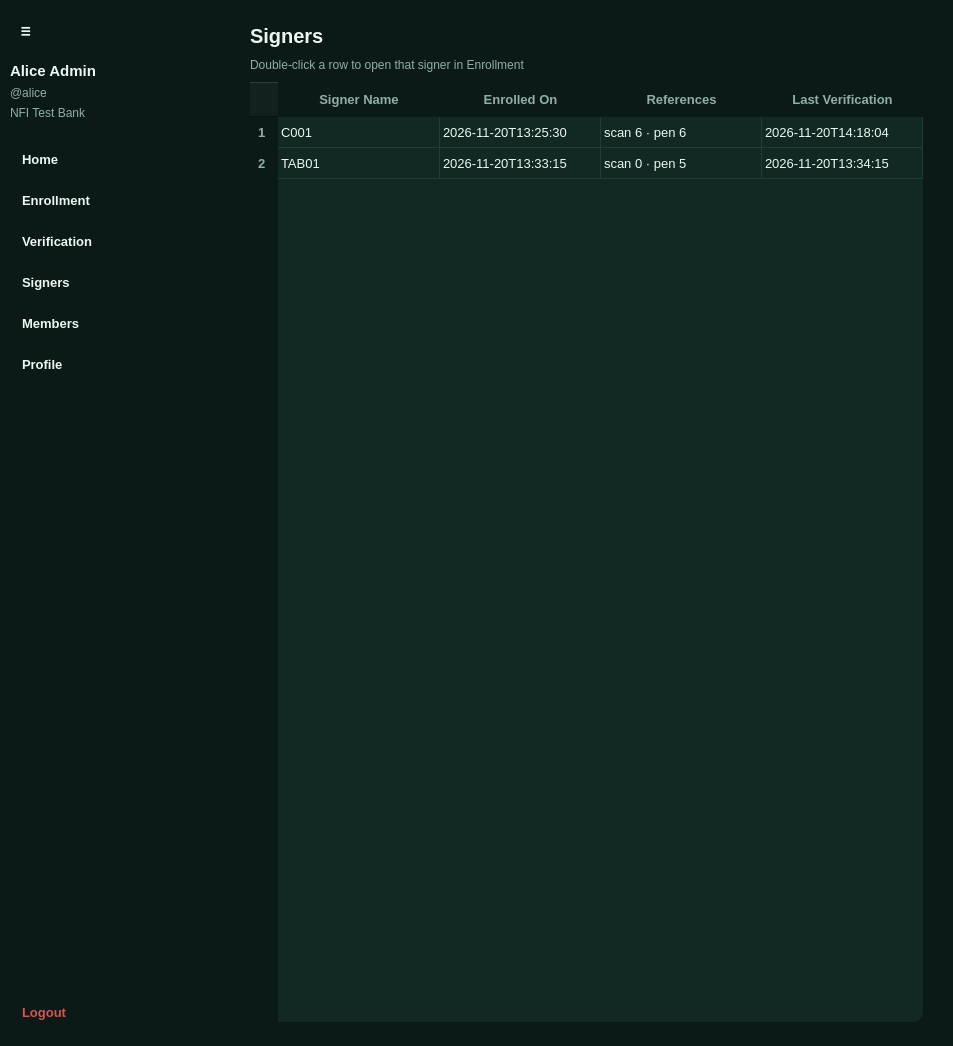 ☰
Alice Admin
@alice
NFI Test Bank
Home
Enrollment
Verification
Signers
Members
Profile
Logout
Signers
Double-click a row to open that signer in Enrollment
Signer Name Enrolled On References Last Verification
1 C001 2026-11-20T13:25:30 scan 6 · pen 6 2026-11-20T14:18:04
2 TAB01 2026-11-20T13:33:15 scan 0 · pen 5 2026-11-20T13:34:15